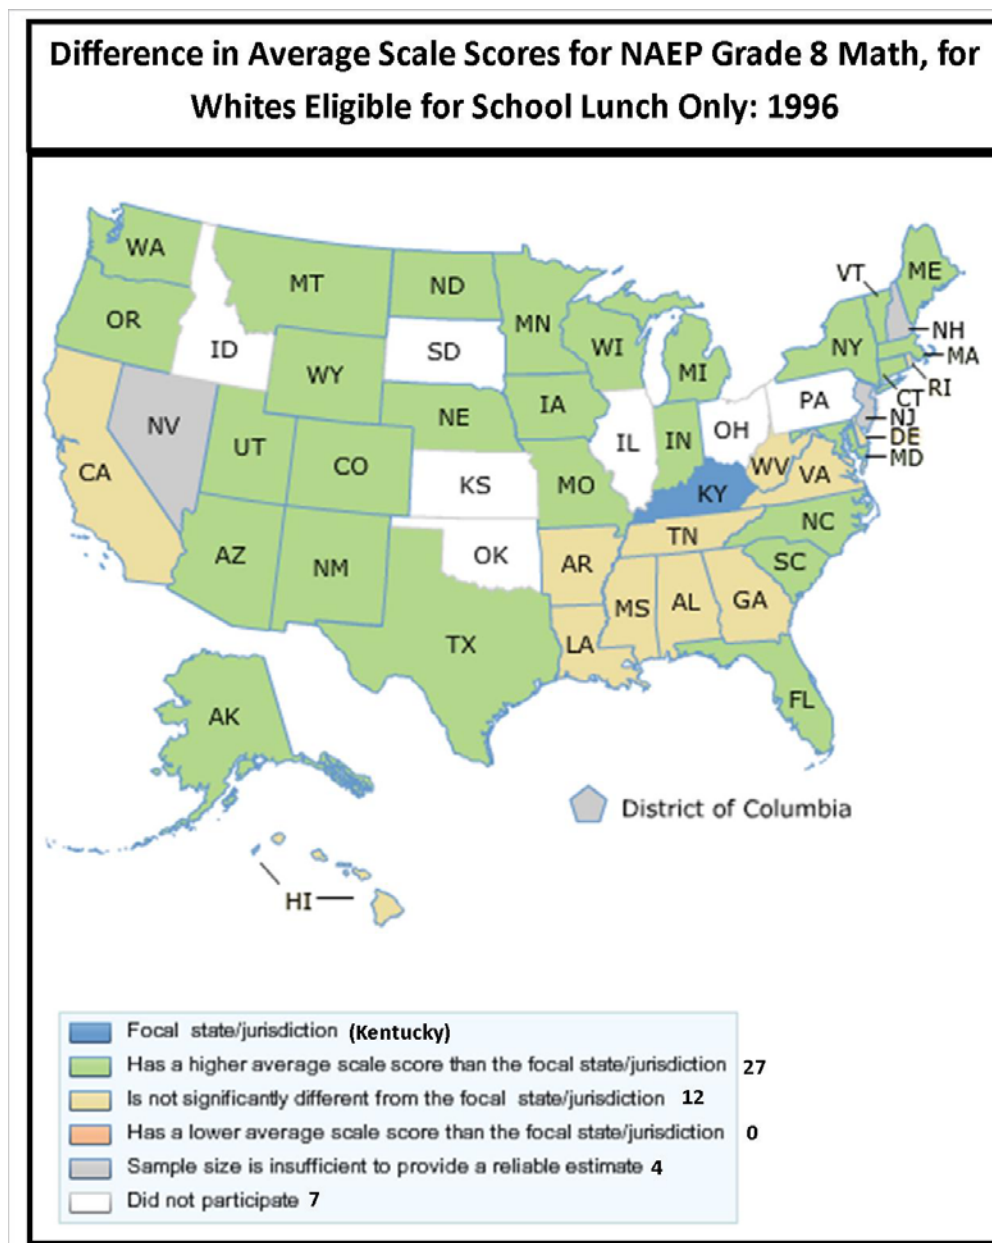 Difference in Average Scale Scores for NAEP Grade 8 Math, for
Whites Eligible for School Lunch Only: 1996
WA
MT
ND
VT
ME
OR
MN
ID
SD
WI
NY
NH
MA
WY
MI
RI
IA
PA
CT
NE
NV
NJ
UT
IL
IN
OH
DE
CO
MD
CA
KS
MO
WV
VA
KY
NC
TN
AZ
NM
OK
AR
SC
MS
AL
GA
TX
LA
FL
AK
District of Columbia
HI
Focal state/jurisdiction (Kentucky)
Has a higher average scale score than the focal state/jurisdiction 27
Is not significantly different from the focal state/jurisdiction 12
Has a lower average scale score than the focal state/jurisdiction 0
Sample size is insufficient to provide a reliable estimate 4
Did not participate 7